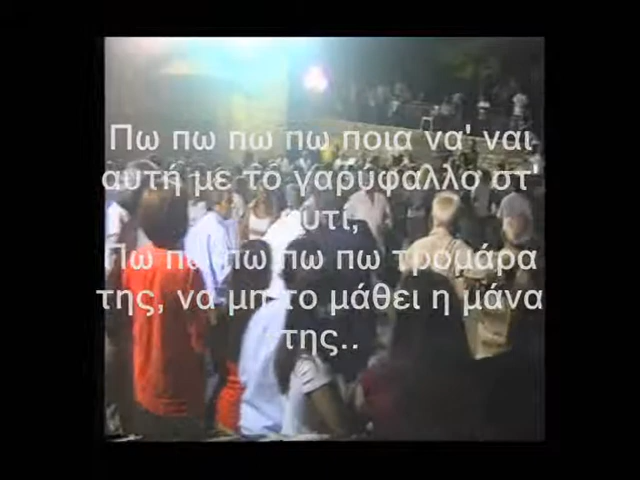 Πω πω πω πω ποια να' ναι
αυτή με το γαρύφαλλο στ'
αυτί,
Πω πω πω πω πω τρομάρα
της, να μη το μάθει η μάνα
της..